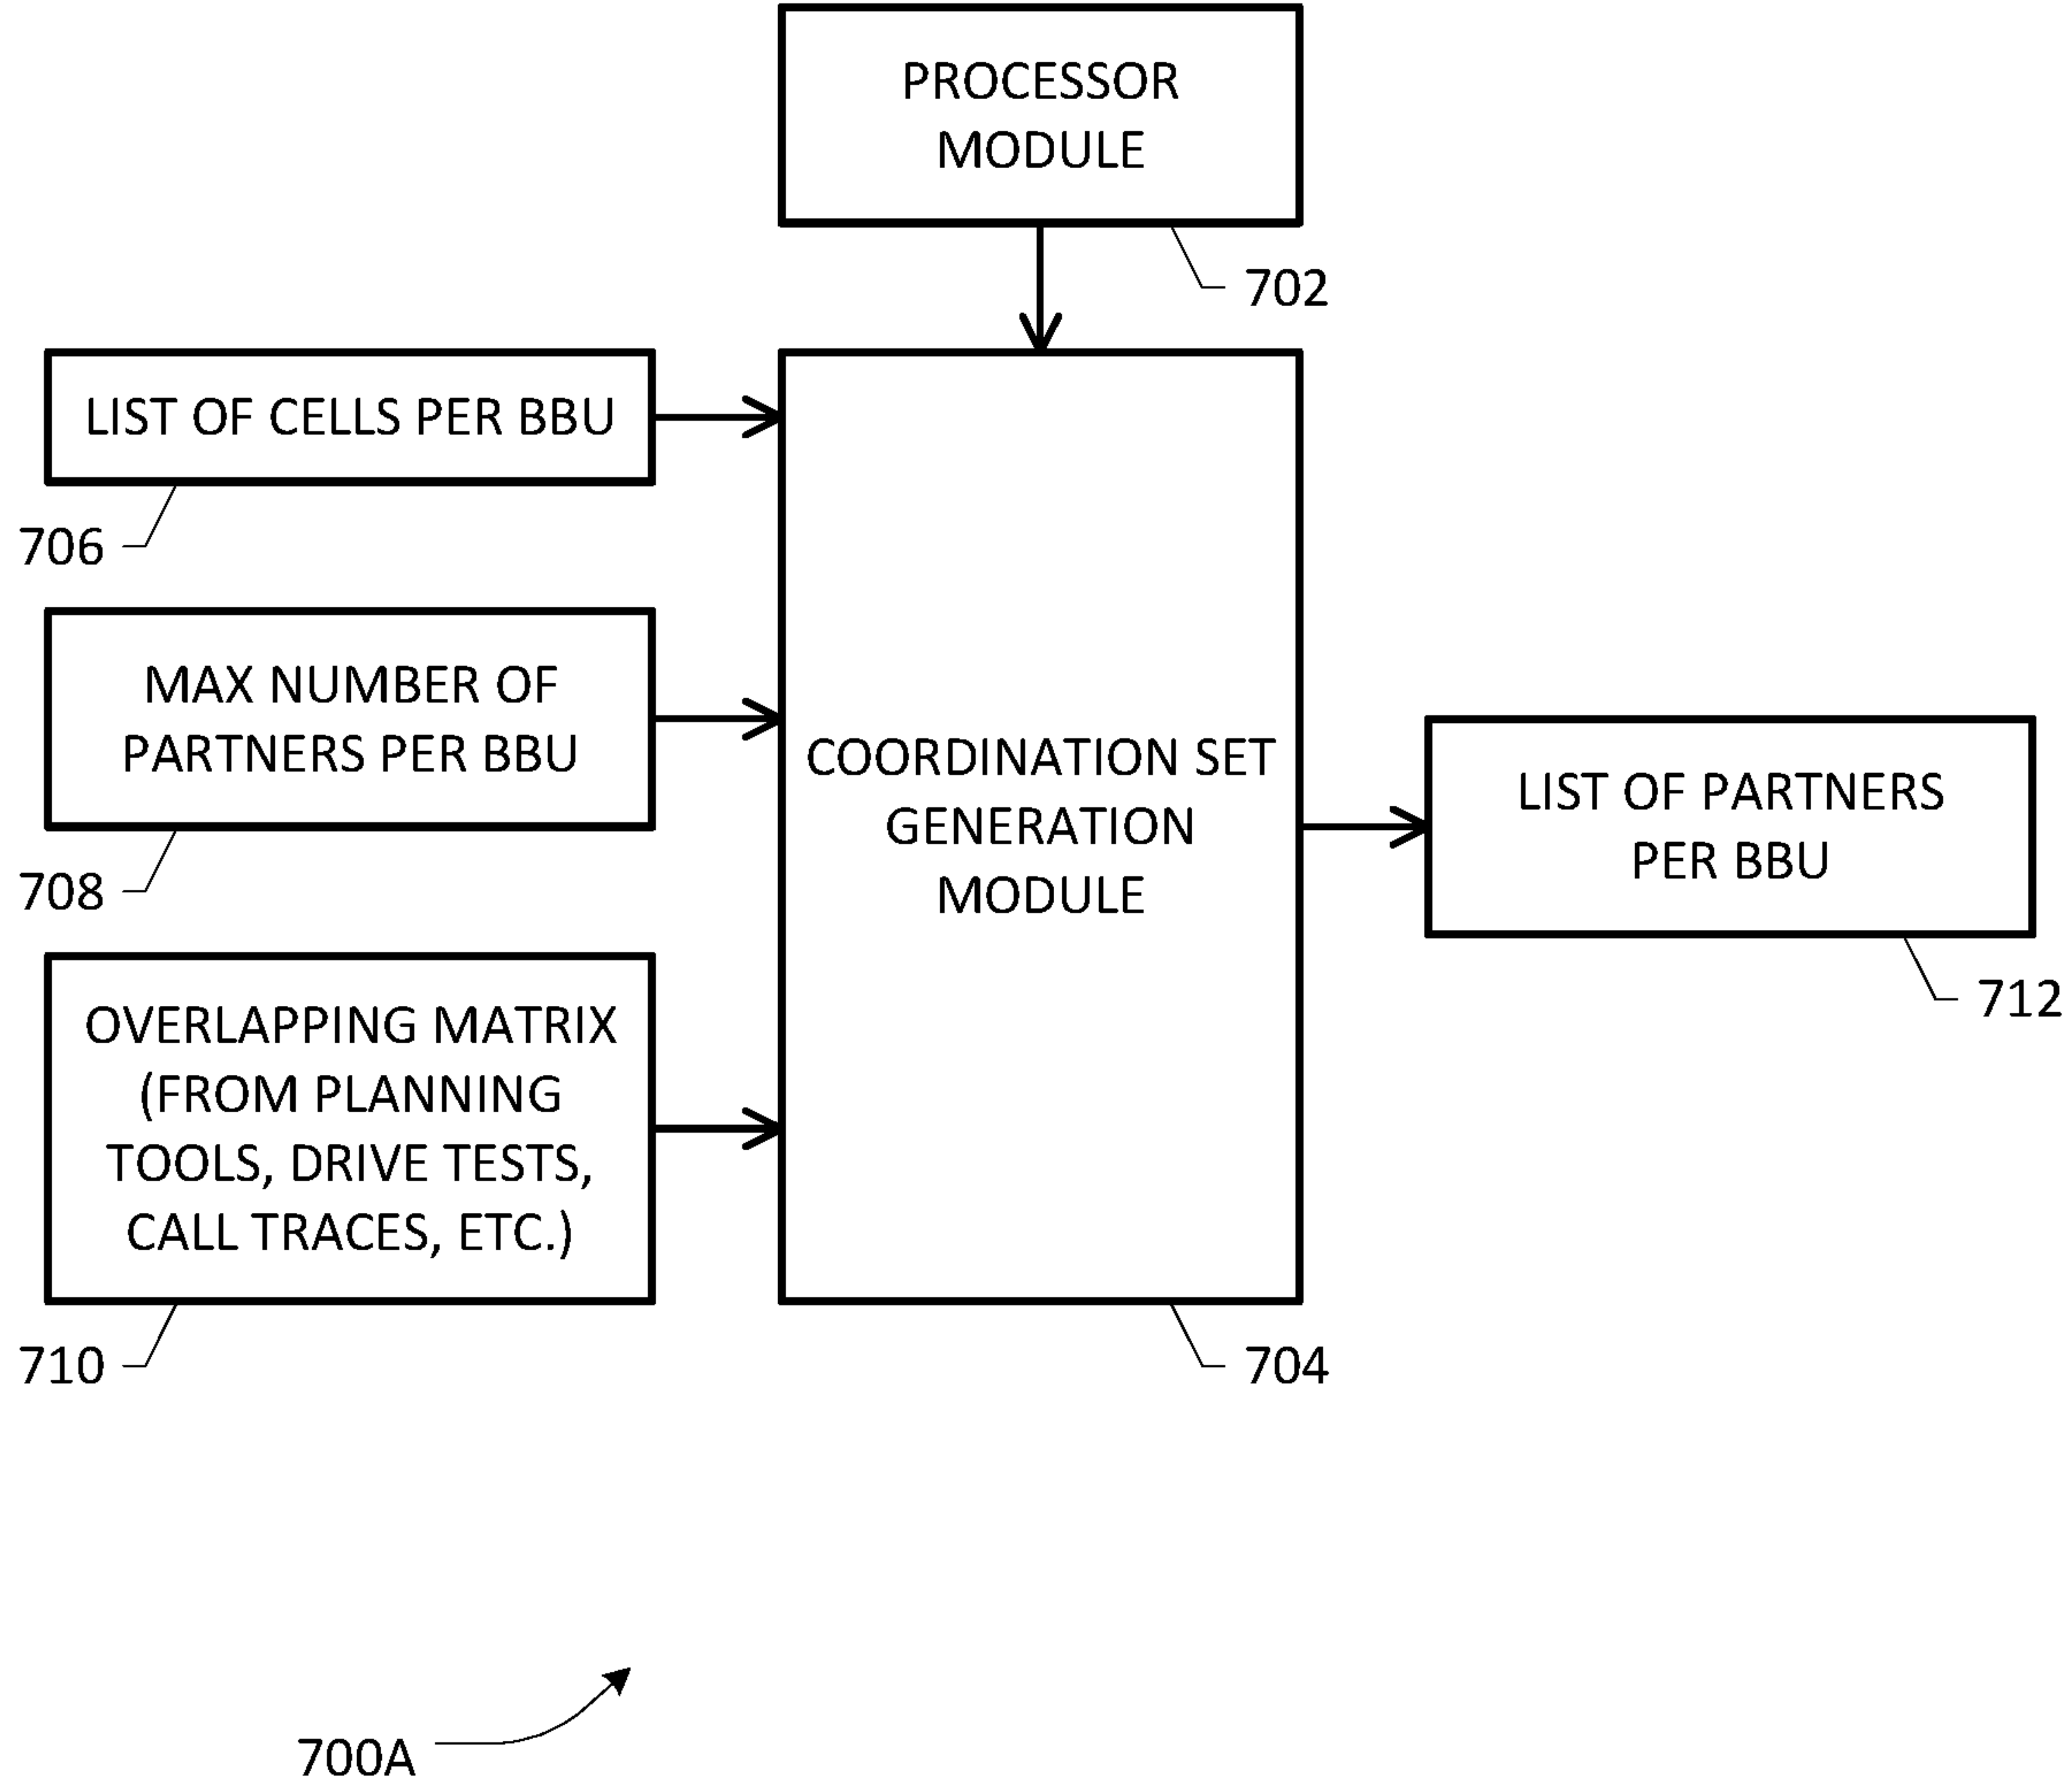 PROCESSOR
MODULE
702
LIST OF CELLS PER BBU
706
MAX NUMBER OF
PARTNERS PER BBU
708
OVERLAPPING MATRIX
(FROM PLANNING
TOOLS, DRIVE TESTS,
CALL TRACES, ETC.)
710
COORDINATION SET
GENERATION
MODULE
704
LIST OF PARTNERS
PER BBU
712
700A